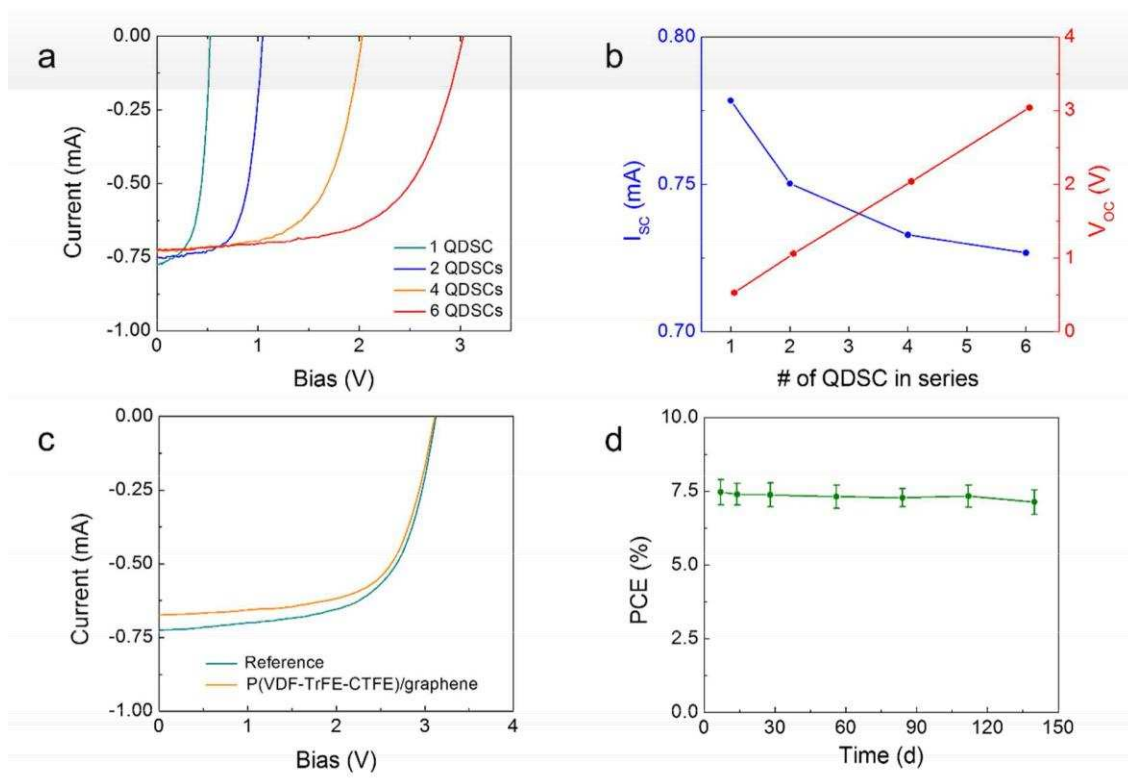 a
0.00
-0.25
-0.50
-0.75
-1.00
Current (mA)
0
1
2
3
Bias (V)
1 QDSC
2 QDSCs
4 QDSCs
6 QDSCs
b
0.80
0.75
0.70
I_SC (mA)
4
3
2
1
0
V_OC (V)
1
2
3
4
5
6
# of QDSC in series
c
0.00
-0.25
-0.50
-0.75
-1.00
Current (mA)
0
1
2
3
4
Bias (V)
Reference
P(VDF-TrFE-CTFE)/graphene
d
10.0
7.5
5.0
2.5
0.0
PCE (%)
0
30
60
90
120
150
Time (d)